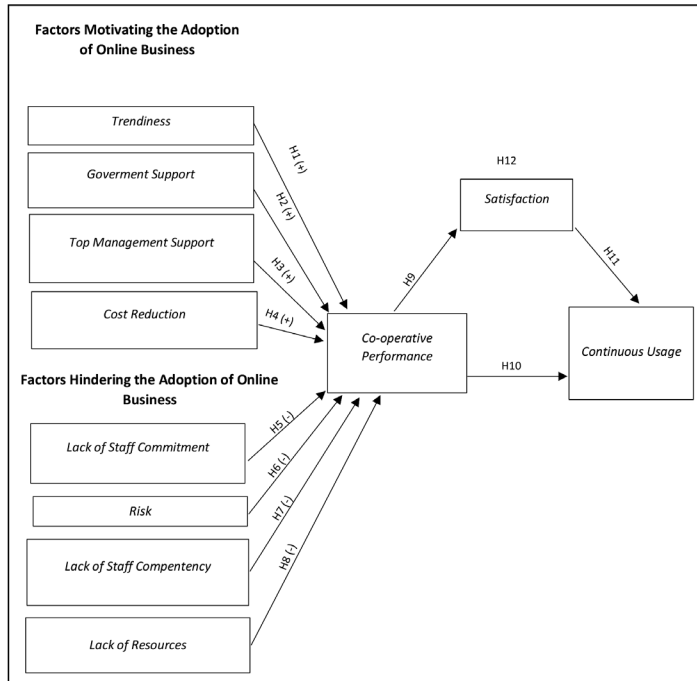 Factors Motivating the Adoption
of Online Business
Trendiness
H1 (+)
Goverment Support
H2 (+)
Top Management Support
H3 (+)
Cost Reduction
H4 (+)
H12
Satisfaction
H9
H11
Co-operative
Performance
H10
Continuous Usage
Factors Hindering the Adoption of Online
Business
Lack of Staff Commitment
H5 (-)
Risk
H6 (-)
Lack of Staff Compentency
H7 (-)
Lack of Resources
H8 (-)